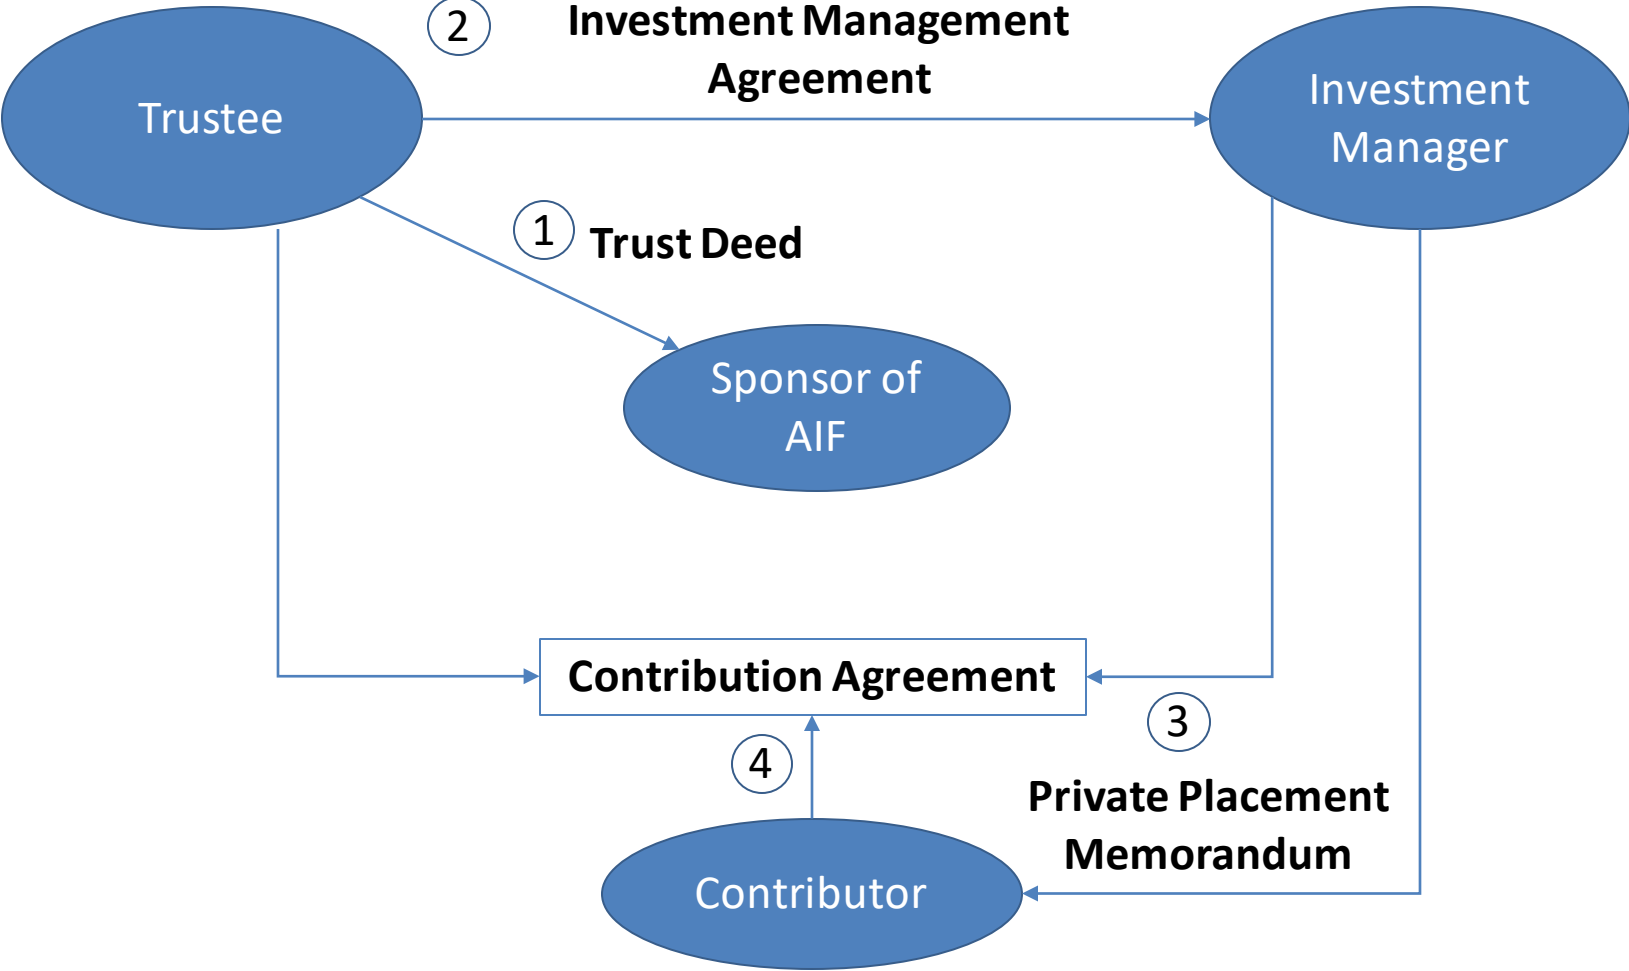 2
Investment Management
Agreement
Trustee
Investment
Manager
1
Trust Deed
Sponsor of
AIF
Contribution Agreement
3
4
Private Placement
Memorandum
Contributor